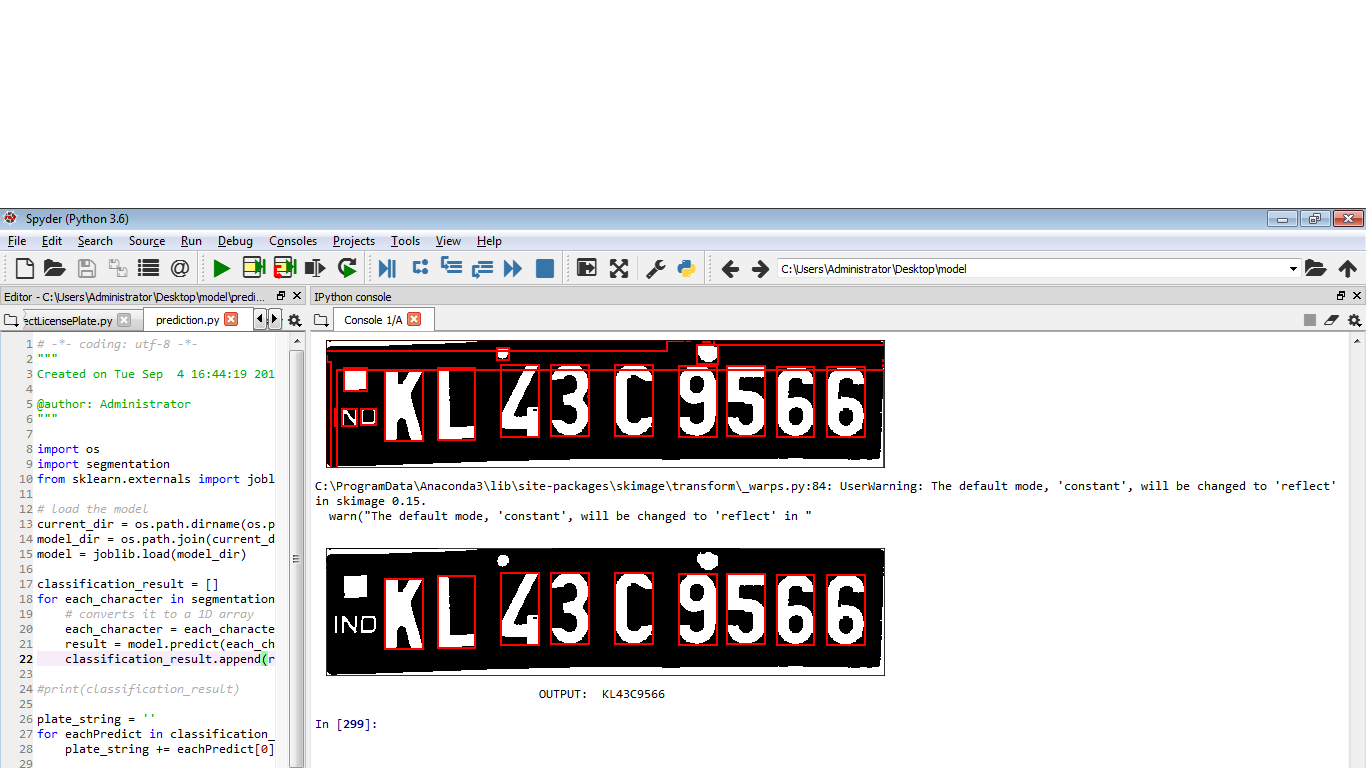 Spyder (Python 3.6)
File Edit Search Source Run Debug Consoles Projects Tools View Help
C:\Users\Administrator\Desktop\model
Editor - C:\Users\Administrator\Desktop\model\predi...
IPython console
ectLicensePlate.py prediction.py
Console 1/A
1 # -*- coding: utf-8 -*-
2 """
3 Created on Tue Sep  4 16:44:19 201
4
5 @author: Administrator
6 """
7
8 import os
9 import segmentation
10 from sklearn.externals import jobl
11
12 # load the model
13 current_dir = os.path.dirname(os.p
14 model_dir = os.path.join(current_d
15 model = joblib.load(model_dir)
16
17 classification_result = []
18 for each_character in segmentation
19     # converts it to a 1D array
20     each_character = each_characte
21     result = model.predict(each_ch
22     classification_result.append(r
23
24 #print(classification_result)
25
26 plate_string = ''
27 for eachPredict in classification_
28     plate_string += eachPredict[0]
29
IND KL 43 C 9566
C:\ProgramData\Anaconda3\lib\site-packages\skimage\transform\_warps.py:84: UserWarning: The default mode, 'constant', will be changed to 'reflect'
in skimage 0.15.
  warn("The default mode, 'constant', will be changed to 'reflect' in "
IND KL 43 C 9566
OUTPUT:  KL43C9566
In [299]: